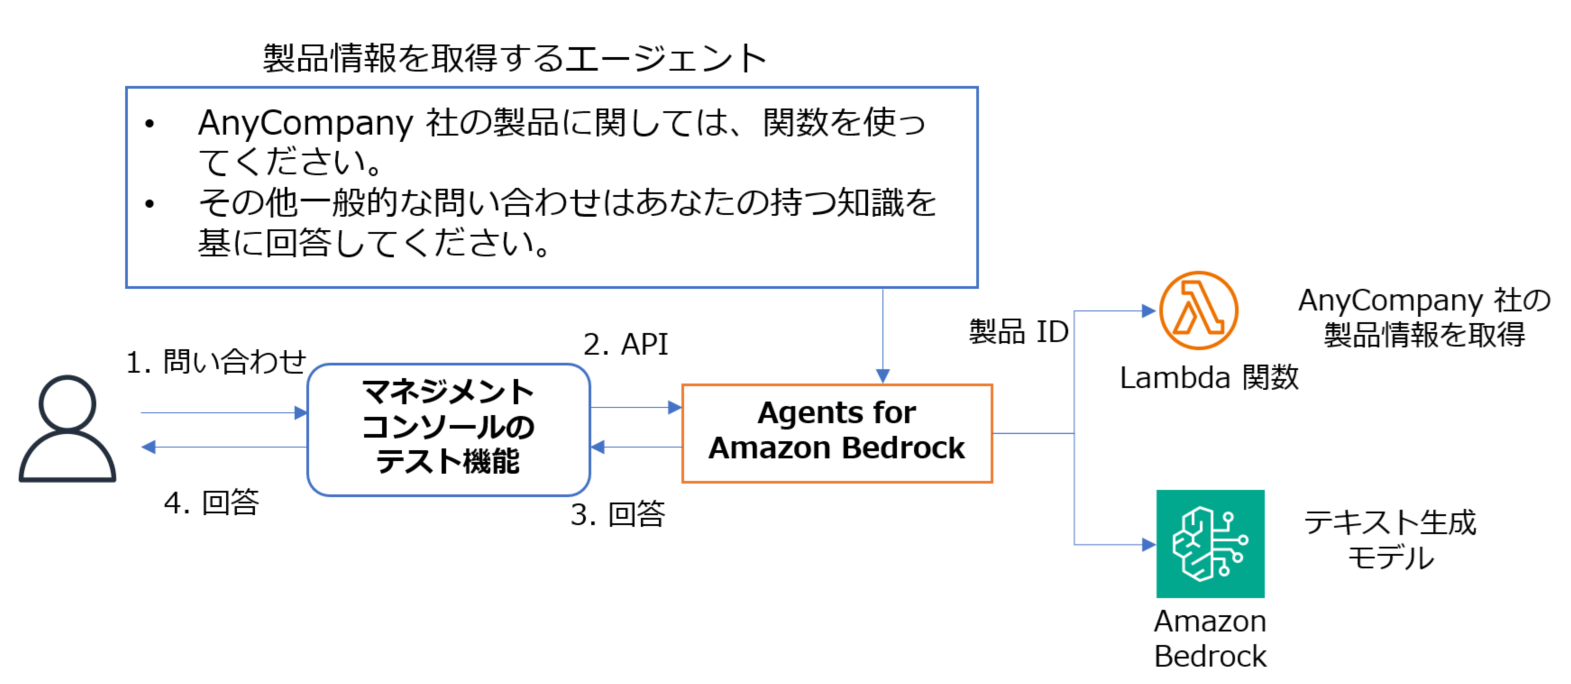 製品情報を取得するエージェント
• AnyCompany 社の製品に関しては、関数を使っ
てください。
• その他一般的な問い合わせはあなたの持つ知識を
基に回答してください。
1. 問い合わせ
マネジメント
コンソールの
テスト機能
4. 回答
2. API
3. 回答
Agents for
Amazon Bedrock
製品 ID
Lambda 関数
AnyCompany 社の
製品情報を取得
テキスト生成
モデル
Amazon
Bedrock